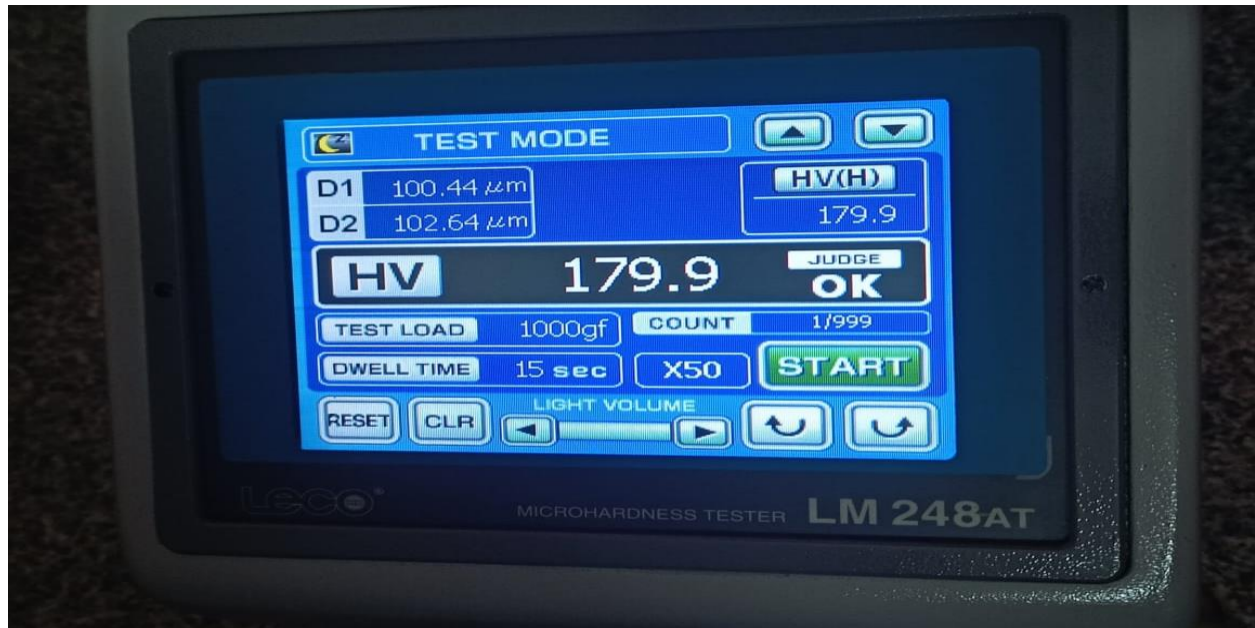 TEST MODE
D1 100.44 μm
D2 102.64 μm
HV(H)
179.9
HV 179.9 JUDGE OK
TEST LOAD 1000gf COUNT 1/999
DWELL TIME 15 sec X50 START
RESET CLR LIGHT VOLUME
LECO® MICROHARDNESS TESTER LM 248AT